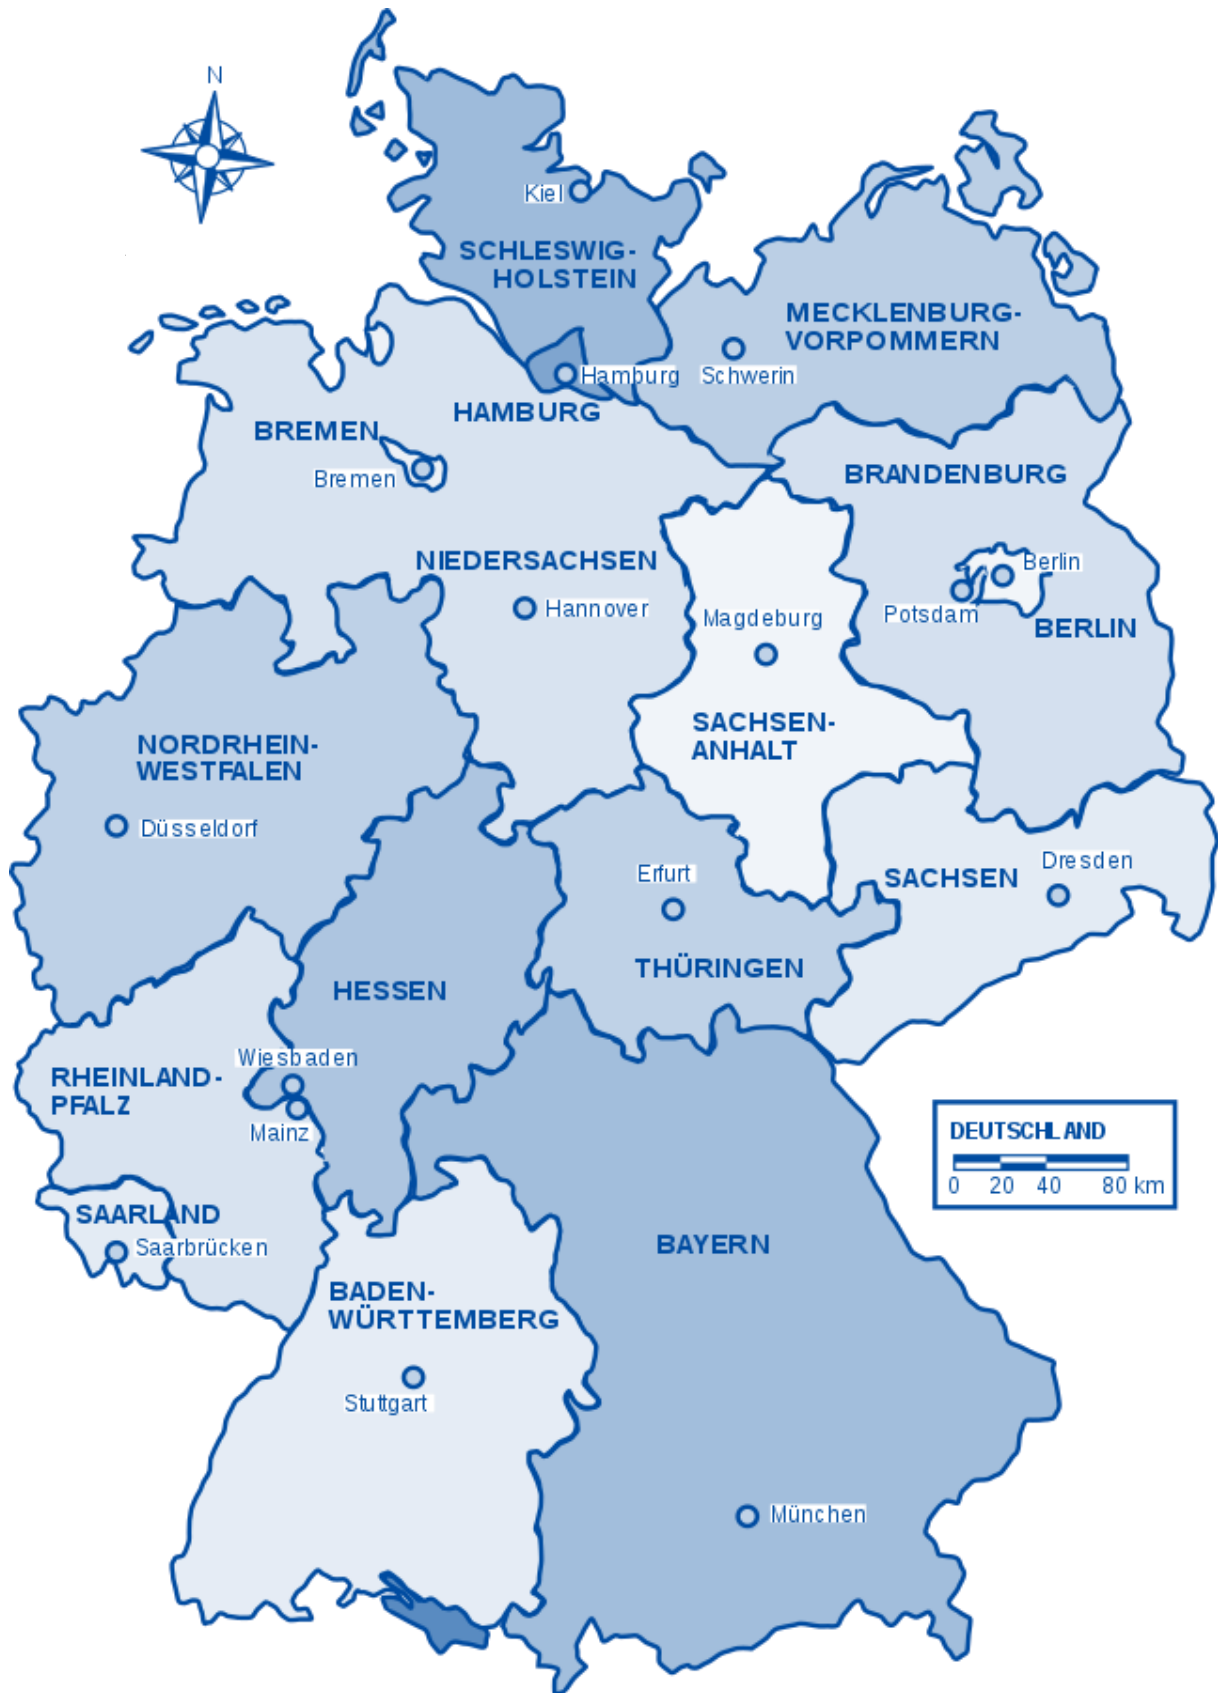 N
Kiel
SCHLESWIG-
HOLSTEIN
MECKLENBURG-
VORPOMMERN
Schwerin
Hamburg
HAMBURG
BREMEN
Bremen
BRANDENBURG
NIEDERSACHSEN
Hannover
Berlin
Potsdam
BERLIN
Magdeburg
SACHSEN-
ANHALT
NORDRHEIN-
WESTFALEN
Düsseldorf
Erfurt
THÜRINGEN
Dresden
SACHSEN
HESSEN
Wiesbaden
Mainz
RHEINLAND-
PFALZ
SAARLAND
Saarbrücken
DEUTSCHLAND
0 20 40 80 km
BAYERN
BADEN-
WÜRTTEMBERG
Stuttgart
München